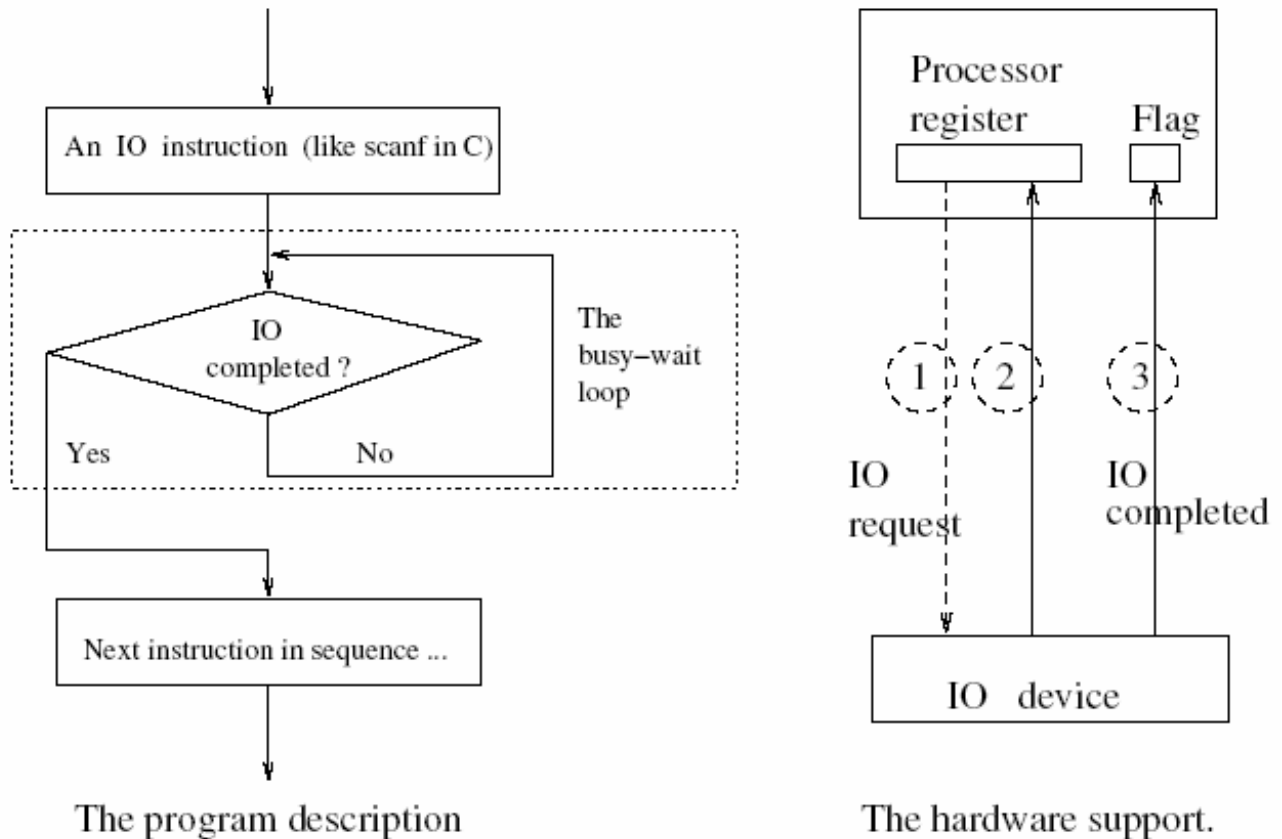 An IO instruction (like scanf in C)
IO
completed ?
The
busy–wait
loop
Yes
No
Next instruction in sequence ...
The program description
Processor
register
Flag
1
2
3
IO
request
IO
completed
IO device
The hardware support.